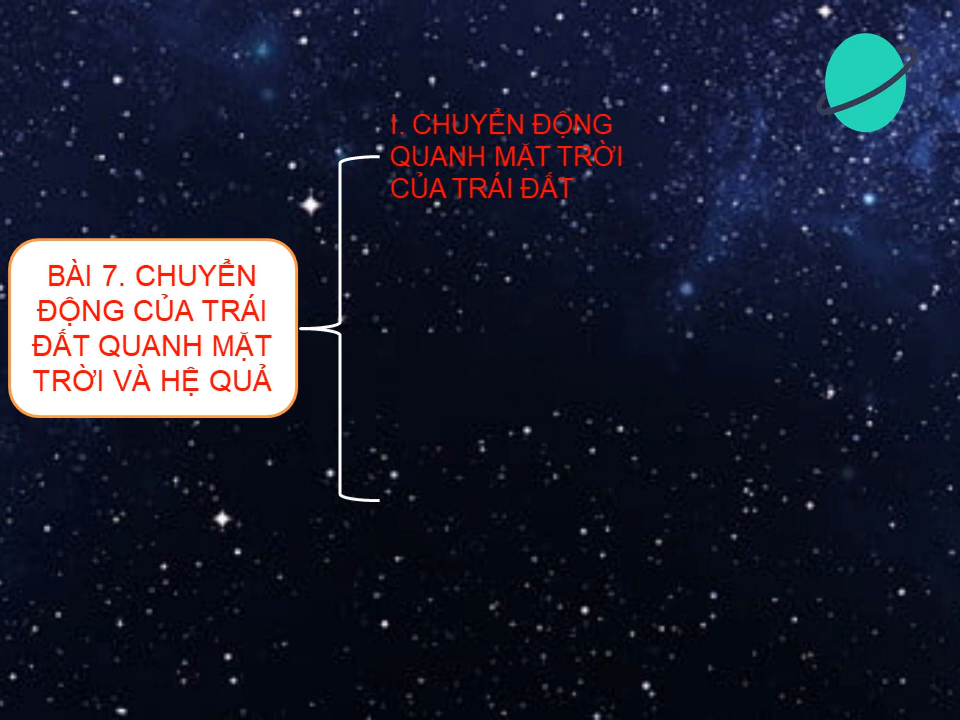 I. CHUYỂN ĐỘNG
QUANH MẶT TRỜI
CỦA TRÁI ĐẤT
BÀI 7. CHUYỂN
ĐỘNG CỦA TRÁI
ĐẤT QUANH MẶT
TRỜI VÀ HỆ QUẢ